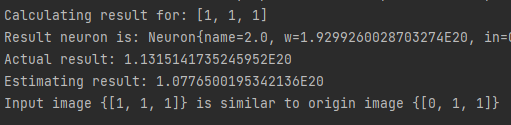 Calculating result for: [1, 1, 1]
Result neuron is: Neuron{name=2.0, w=1.9299260028703274E20, in=
Actual result: 1.1315141735245952E20
Estimating result: 1.0776500195342136E20
Input image {[1, 1, 1]} is similar to origin image {[0, 1, 1]}